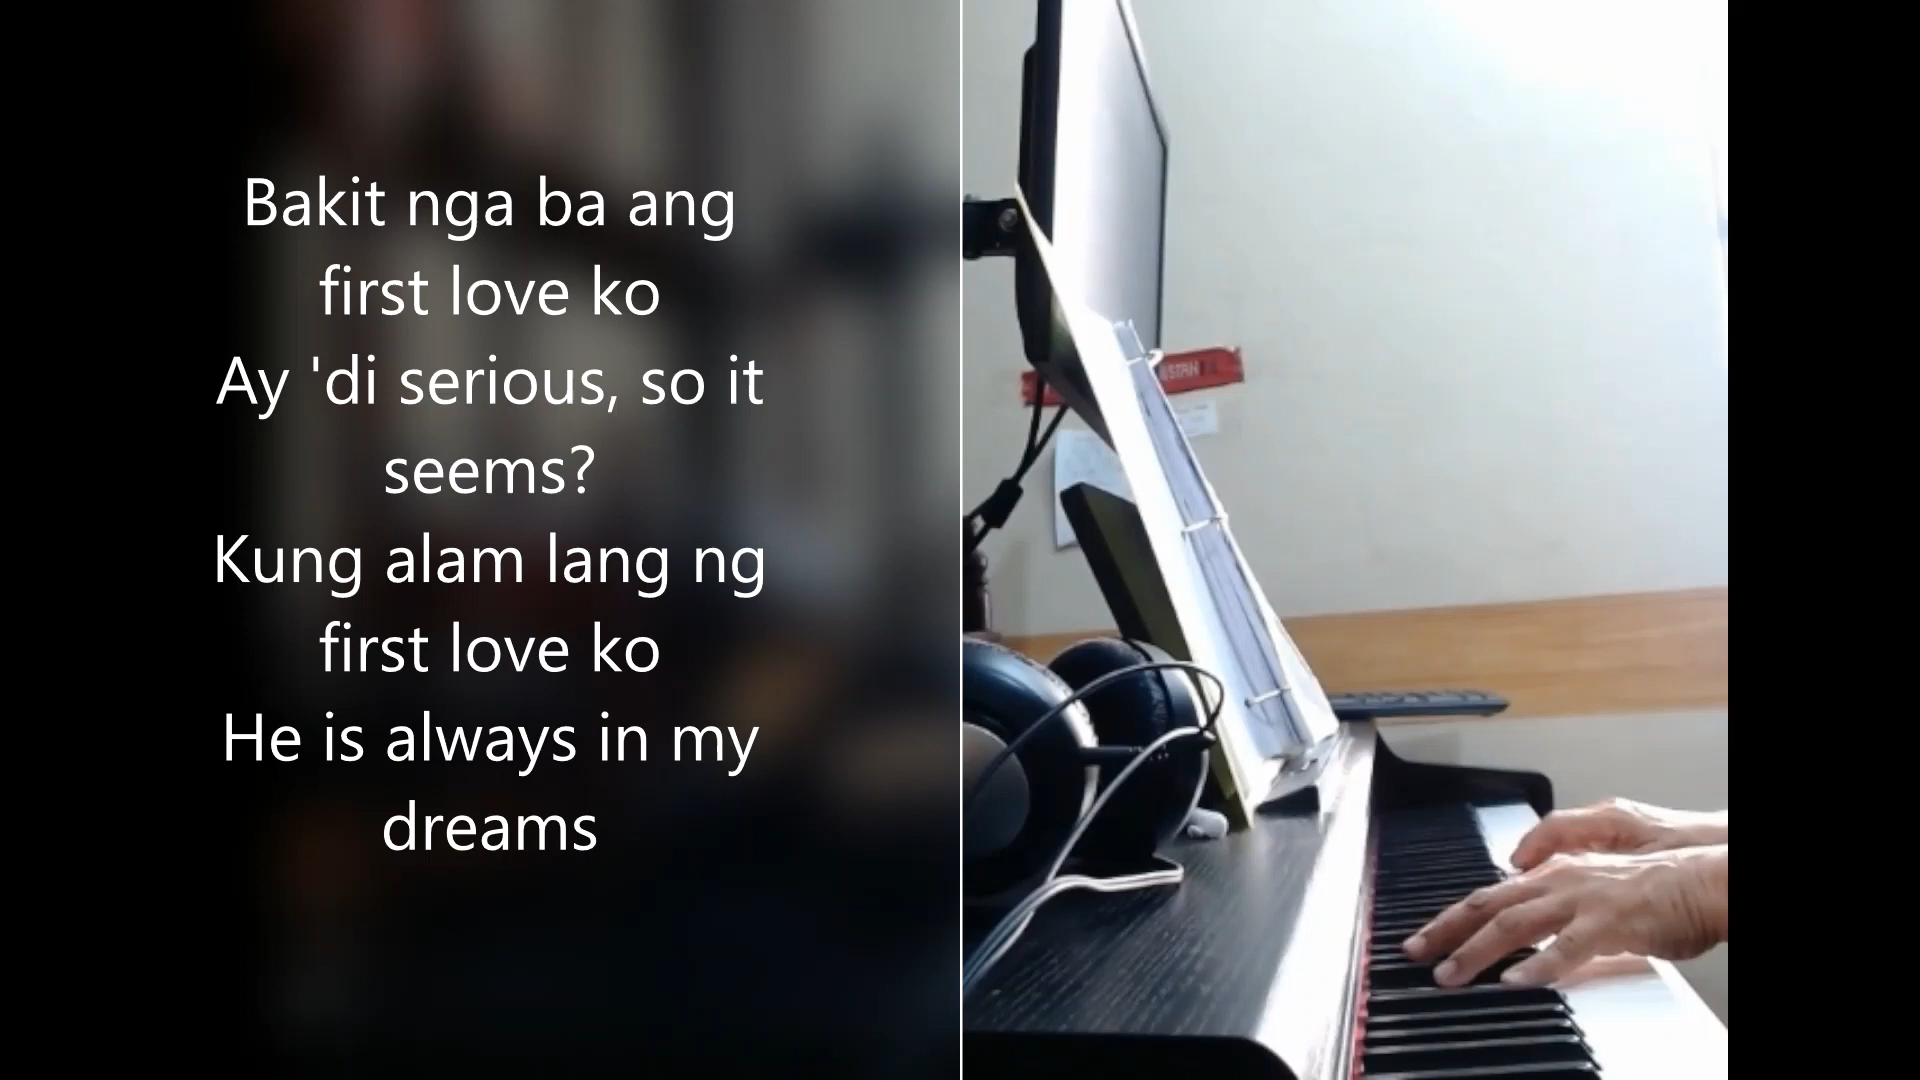 Bakit nga ba ang
first love ko
Ay 'di serious, so it
seems?
Kung alam lang ng
first love ko
He is always in my
dreams